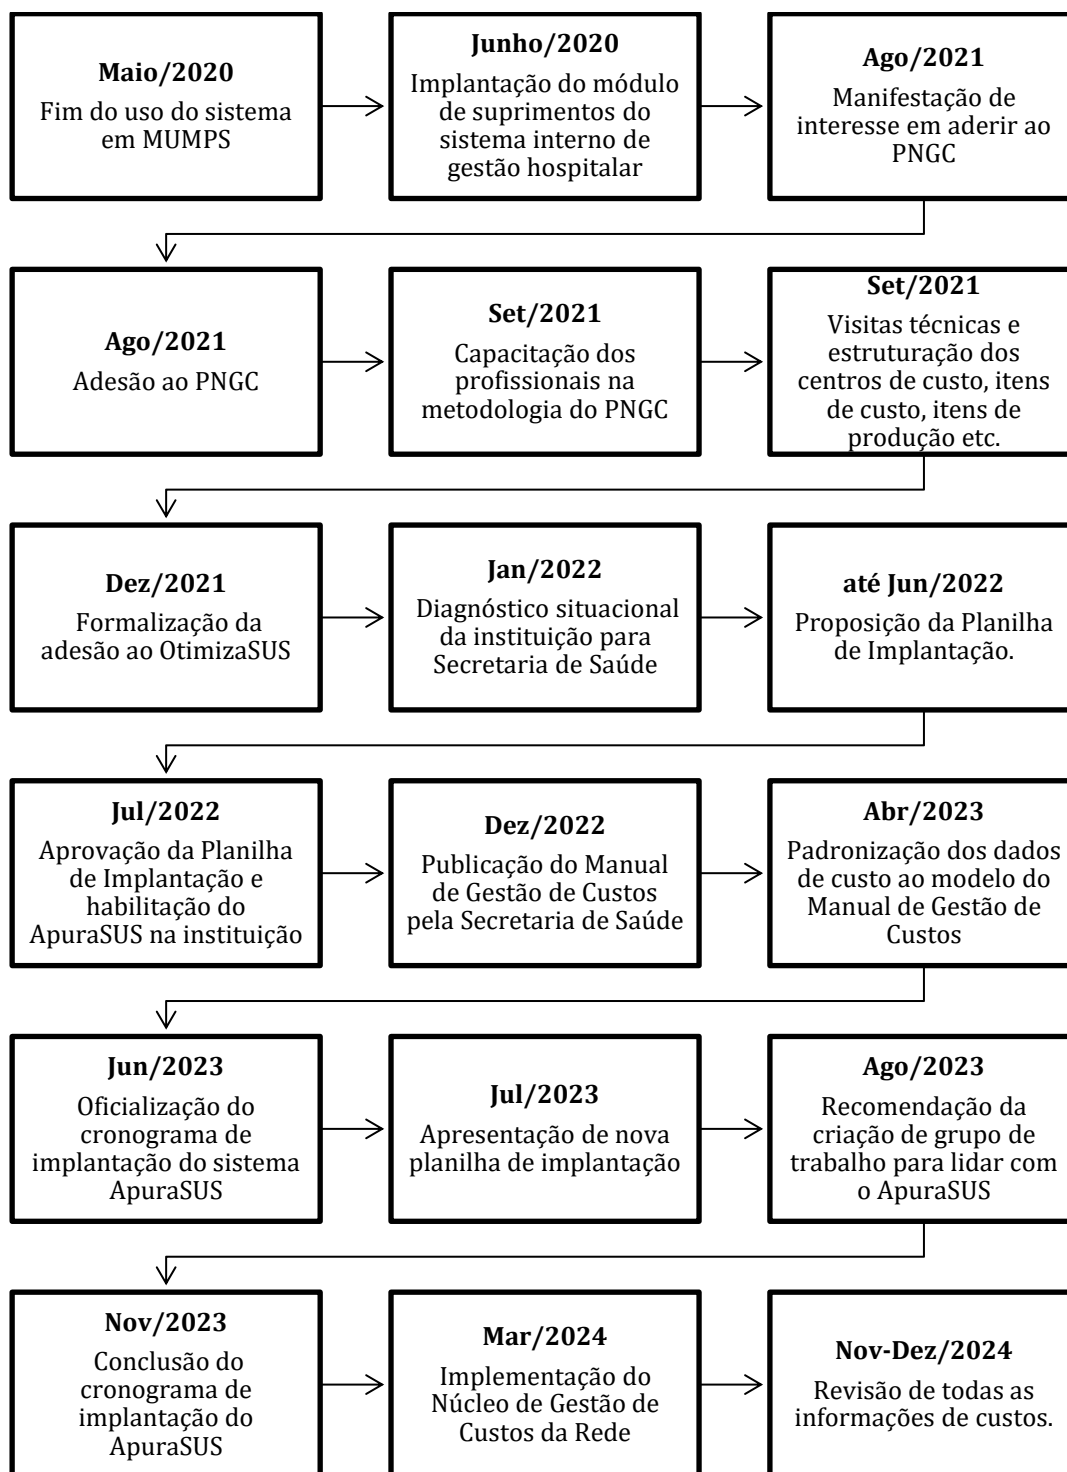 Maio/2020
Fim do uso do sistema
em MUMPS
Junho/2020
Implantação do módulo
de suprimentos do
sistema interno de
gestão hospitalar
Ago/2021
Manifestação de
interesse em aderir ao
PNGC
Ago/2021
Adesão ao PNGC
Set/2021
Capacitação dos
profissionais na
metodologia do PNGC
Set/2021
Visitas técnicas e
estruturação dos
centros de custo, itens
de custo, itens de
produção etc.
Dez/2021
Formalização da
adesão ao OtimizaSUS
Jan/2022
Diagnóstico situacional
da instituição para
Secretaria de Saúde
até Jun/2022
Proposição da Planilha
de Implantação.
Jul/2022
Aprovação da Planilha
de Implantação e
habilitação do
ApuraSUS na instituição
Dez/2022
Publicação do Manual
de Gestão de Custos
pela Secretaria de Saúde
Abr/2023
Padronização dos dados
de custo ao modelo do
Manual de Gestão de
Custos
Jun/2023
Oficialização do
cronograma de
implantação do sistema
ApuraSUS
Jul/2023
Apresentação de nova
planilha de implantação
Ago/2023
Recomendação da
criação de grupo de
trabalho para lidar com
o ApuraSUS
Nov/2023
Conclusão do
cronograma de
implantação do
ApuraSUS
Mar/2024
Implementação do
Núcleo de Gestão de
Custos da Rede
Nov-Dez/2024
Revisão de todas as
informações de custos.